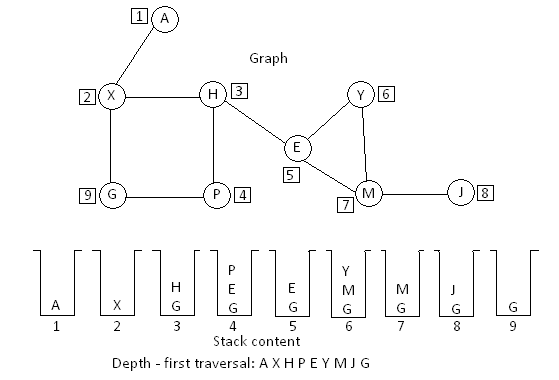 1 A
Graph
2 X H 3 Y 6
E
5
9 G P 4 M J 8
7
P Y
H E E M M J
A X G G G G G G G
1 2 3 4 5 6 7 8 9
Stack content
Depth - first traversal: A X H P E Y M J G